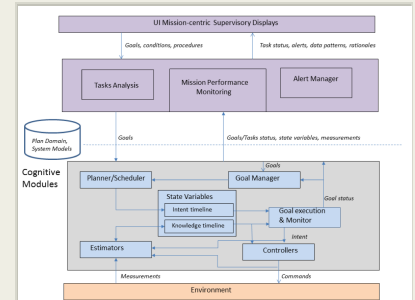 UI Mission-centric Supervisory Displays
Goals, conditions, procedures
Task status, alerts, data patterns, rationales
Tasks Analysis
Mission Performance
Monitoring
Alert Manager
Plan Domain,
System Models
Goals
Goals/Tasks status, state variables, measurements
Cognitive
Modules
Planner/Scheduler
Goals
Goal Manager
Goal status
State Variables
Intent timeline
Knowledge timeline
Goal execution
& Monitor
Intent
Estimators
Controllers
Measurements
Commands
Environment